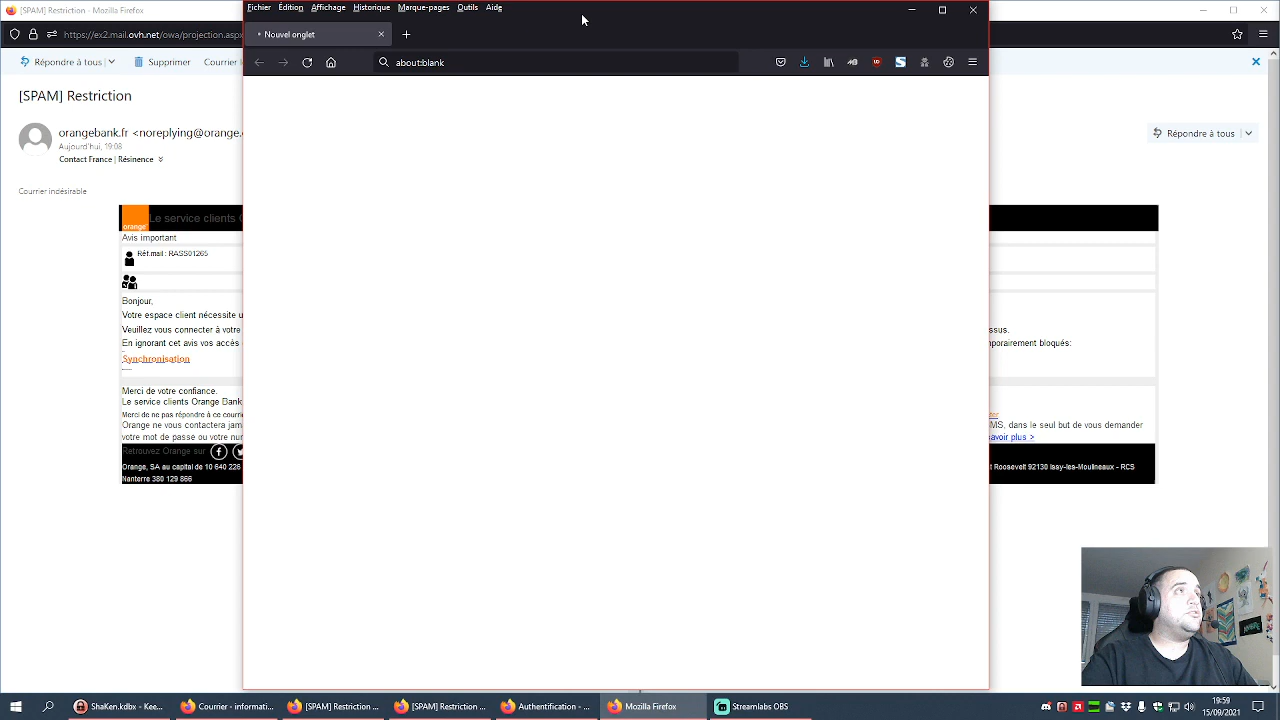 [SPAM] Restriction - Mozilla Firefox
https://ex2.mail.ovh.net/owa/projection.asp
Fichier Édition Affichage Historique Marque-pages Outils Aide
Nouvel onglet
about:blank
Répondre à tous
Supprimer
Courrier
[SPAM] Restriction
orangebank.fr <noreplying@orange.
Aujourd'hui, 19:08
Contact France | Résinence
Répondre à tous
Courrier indésirable
orange
Le service clients
Avis important
Réf.mail : RASS01265
Bonjour,
Votre espace client nécessite
Veuillez vous connecter à votre
ssus.
En ignorant cet avis vos accès
mporairement bloqués:
Synchronisation
Merci de votre confiance.
Le service clients Orange Bank
Merci de ne pas répondre à ce courri
Orange ne vous contactera jam
MS, dans le seul but de vous demander
votre mot de passe ou votre nu
savoir plus >
Retrouvez Orange sur
Orange, SA au capital de 10 640 226
t Roosevelt 92130 Issy-les-Moulineaux - RCS
Nanterre 380 129 866
ShaKen.kdbx - Kee...
Courrier - informati...
[SPAM] Restriction ...
[SPAM] Restriction ...
Authentification - ...
Mozilla Firefox
Streamlabs OBS
19:59
15/09/2021